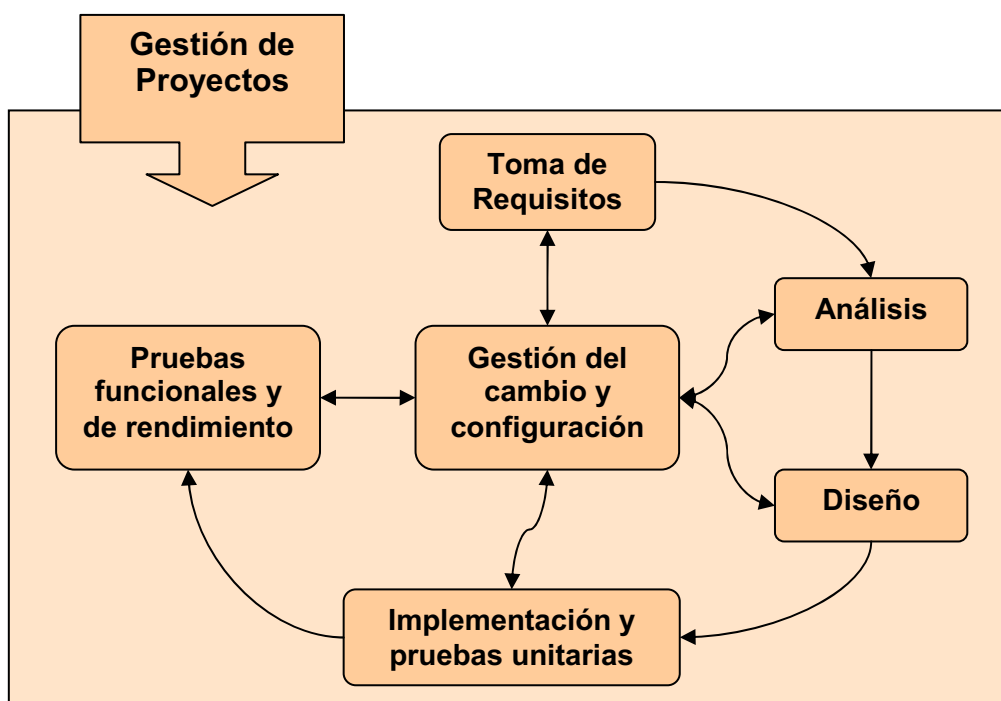 Gestión de
Proyectos
Toma de
Requisitos
Análisis
Pruebas
funcionales y
de rendimiento
Gestión del
cambio y
configuración
Diseño
Implementación y
pruebas unitarias